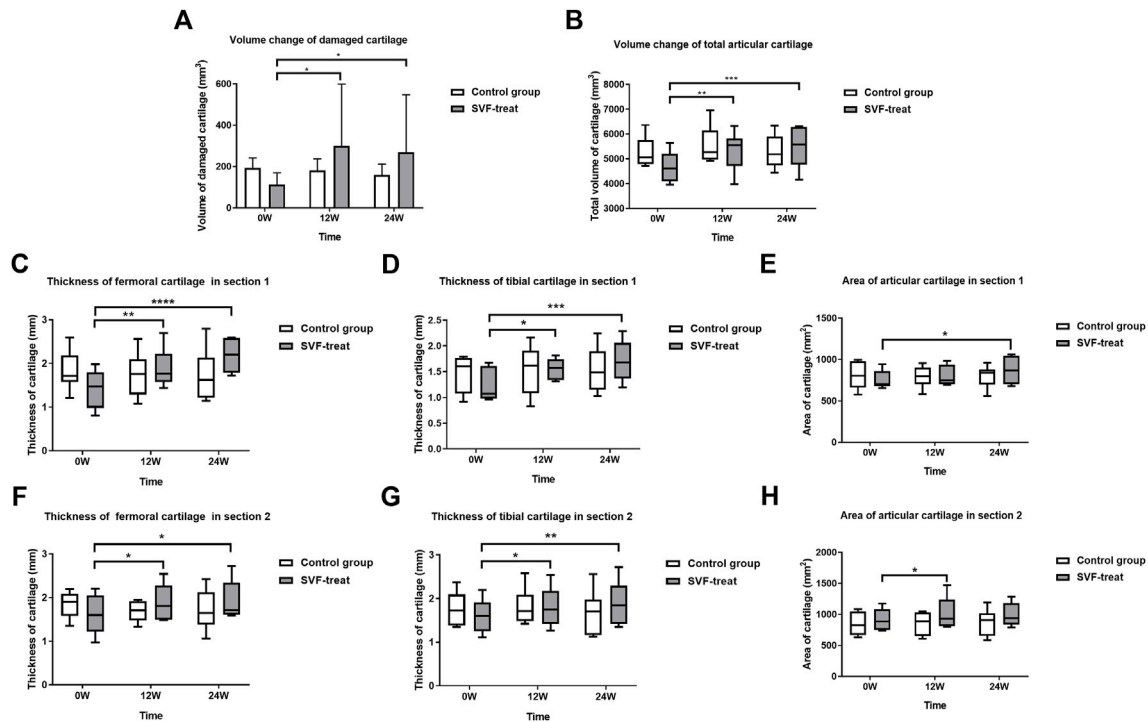 A
Volume change of damaged cartilage
Volume of damaged cartilage (mm³)
600
400
200
0
*
*
0W 12W 24W
Time
Control group
SVF-treat
B
Volume change of total articular cartilage
Total volume of cartilage (mm³)
8000
7000
6000
5000
4000
3000
***
**
0W 12W 24W
Time
Control group
SVF-treat
C
Thickness of fermoral cartilage in section 1
Thickness of cartilage (mm)
3
2
1
0
****
**
0W 12W 24W
Time
Control group
SVF-treat
D
Thickness of tibial cartilage in section 1
Thickness of cartilage (mm)
2.5
2.0
1.5
1.0
0.5
0.0
***
*
0W 12W 24W
Time
Control group
SVF-treat
E
Area of articular cartilage in section 1
Area of cartilage (mm²)
1500
1000
500
0
*
0W 12W 24W
Time
Control group
SVF-treat
F
Thickness of fermoral cartilage in section 2
Thickness of cartilage (mm)
3
2
1
0
*
*
0W 12W 24W
Time
Control group
SVF-treat
G
Thickness of tibial cartilage in section 2
Thickness of cartilage (mm)
3
2
1
0
**
*
0W 12W 24W
Time
Control group
SVF-treat
H
Area of articular cartilage in section 2
Area of cartilage (mm²)
2000
1500
1000
500
0
*
0W 12W 24W
Time
Control group
SVF-treat